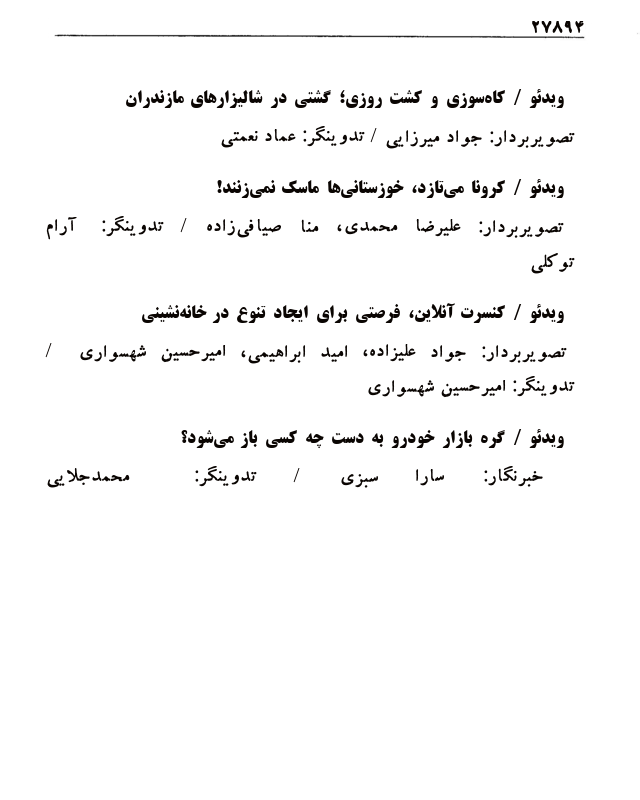 ۲۷۸۹۴
ویدئو / کاه‌سوزی و کشت روزی؛ گشتی در شالیزارهای مازندران
تصویربردار: جواد میرزایی / تدوینگر: عماد نعمتی
ویدئو / کرونا می‌تازد، خوزستانی‌ها ماسک نمی‌زنند!
تصویربردار: علیرضا محمدی، منا صیافی‌زاده / تدوینگر: آرام
توکلی
ویدئو / کنسرت آنلاین، فرصتی برای ایجاد تنوع در خانه‌نشینی
تصویربردار: جواد علیزاده، امید ابراهیمی، امیرحسین شهسواری /
تدوینگر: امیرحسین شهسواری
ویدئو / گره بازار خودرو به دست چه کسی باز می‌شود؟
خبرنگار: سارا سبزی / تدوینگر: محمدجلایی